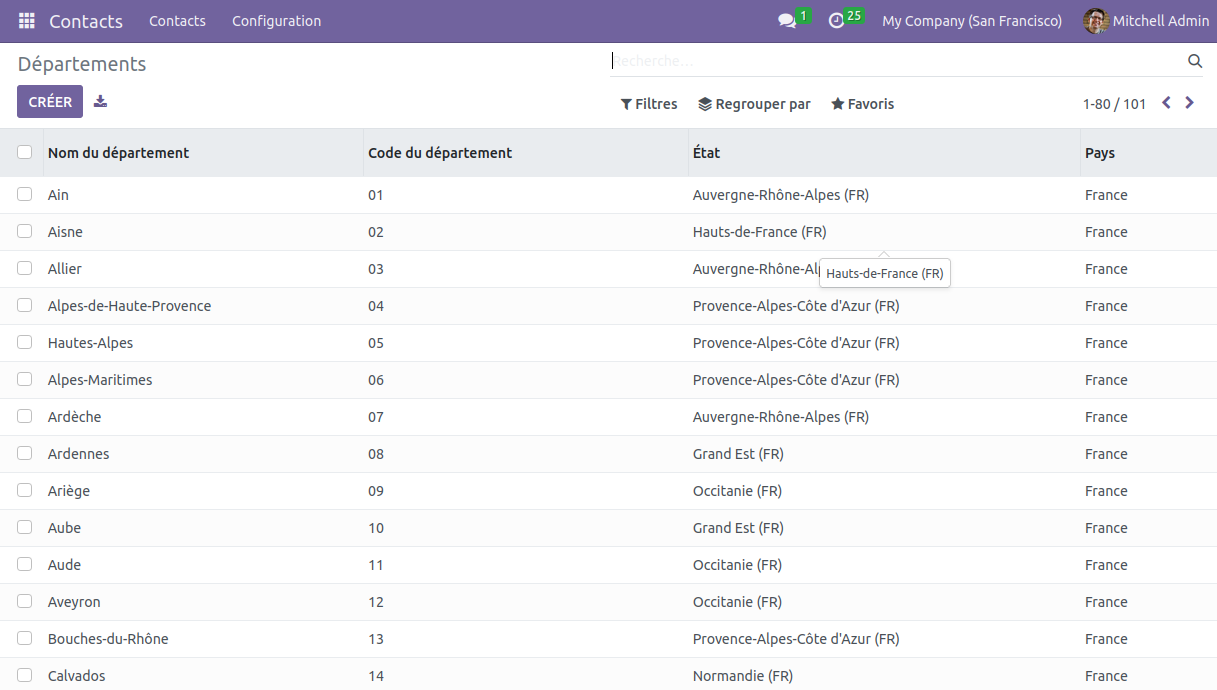 Contacts Contacts Configuration 1 25 My Company (San Francisco) Mitchell Admin
Départements Recherche...
CRÉER Filtres Regrouper par Favoris 1-80 / 101
Nom du département Code du département État Pays
Ain 01 Auvergne-Rhône-Alpes (FR) France
Aisne 02 Hauts-de-France (FR) France
Allier 03 Auvergne-Rhône-Alp France
Hauts-de-France (FR)
Alpes-de-Haute-Provence 04 Provence-Alpes-Côte d'Azur (FR) France
Hautes-Alpes 05 Provence-Alpes-Côte d'Azur (FR) France
Alpes-Maritimes 06 Provence-Alpes-Côte d'Azur (FR) France
Ardèche 07 Auvergne-Rhône-Alpes (FR) France
Ardennes 08 Grand Est (FR) France
Ariège 09 Occitanie (FR) France
Aube 10 Grand Est (FR) France
Aude 11 Occitanie (FR) France
Aveyron 12 Occitanie (FR) France
Bouches-du-Rhône 13 Provence-Alpes-Côte d'Azur (FR) France
Calvados 14 Normandie (FR) France